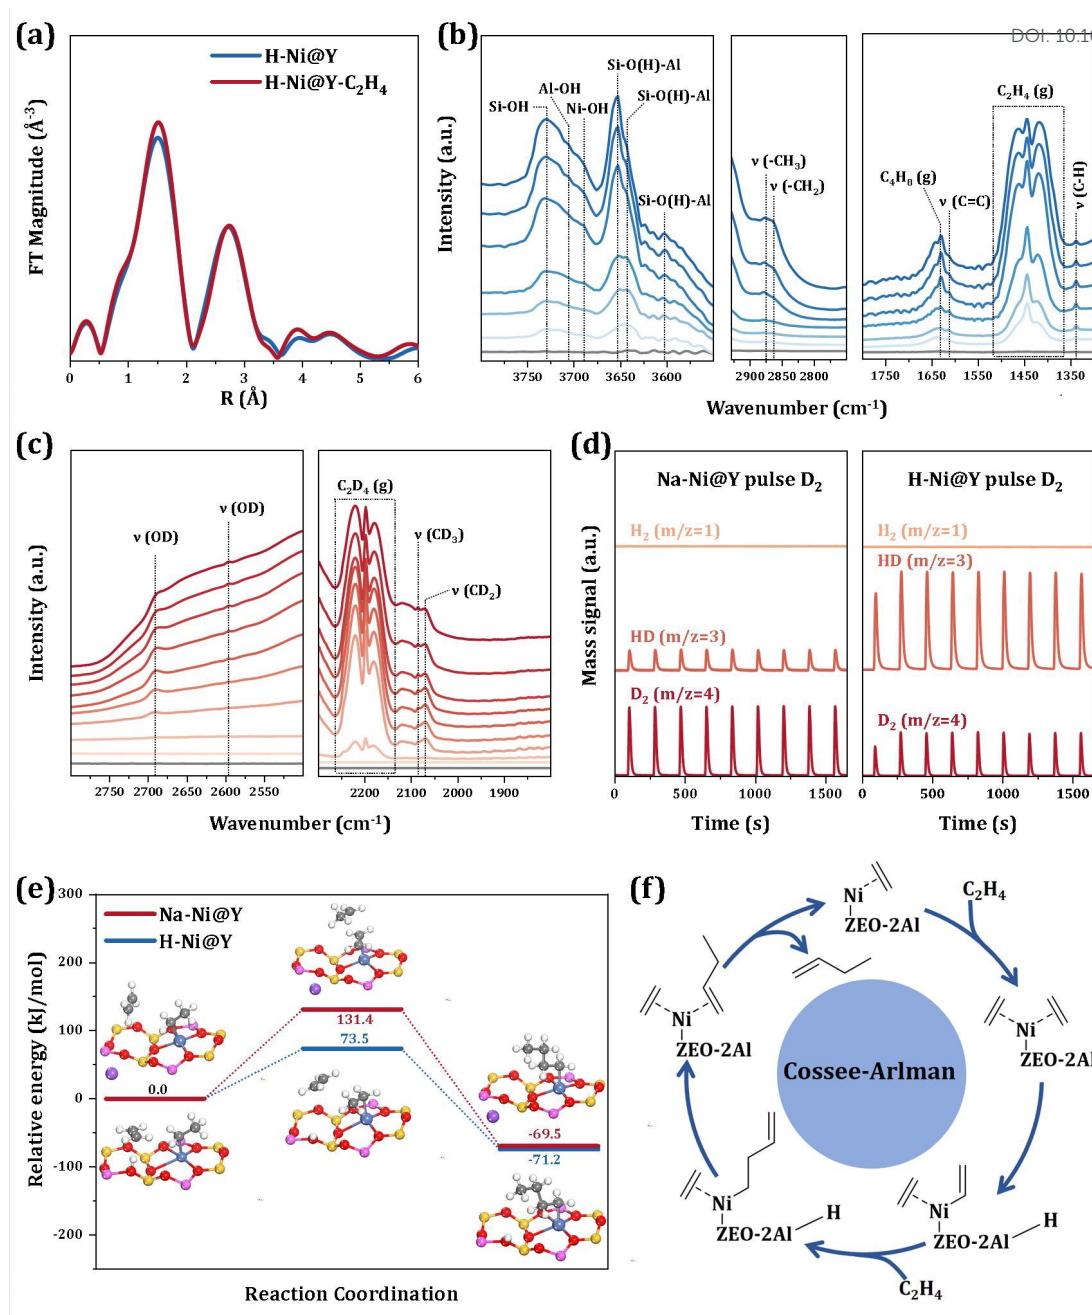 (a)
H-Ni@Y
H-Ni@Y-C₂H₄
FT Magnitude (Å⁻³)
0 1 2 3 4 5 6
R (Å)
(b)
DOI: 10.10
Si-O(H)-Al
Al-OH
Si-OH
Ni-OH
Si-O(H)-Al
Si-O(H)-Al
ν (-CH₃)
ν (-CH₂)
C₂H₄ (g)
C₄H₈ (g)
ν (C=C)
ν (C-H)
Intensity (a.u.)
3750 3700 3650 3600
2900 2850 2800
1750 1650 1550 1450 1350
Wavenumber (cm⁻¹)
(c)
C₂D₄ (g)
ν (OD)
ν (OD)
ν (CD₃)
ν (CD₂)
Intensity (a.u.)
2750 2700 2650 2600 2550
2200 2100 2000 1900
Wavenumber (cm⁻¹)
(d)
Na-Ni@Y pulse D₂
H₂ (m/z=1)
HD (m/z=3)
D₂ (m/z=4)
H-Ni@Y pulse D₂
H₂ (m/z=1)
HD (m/z=3)
D₂ (m/z=4)
Mass signal (a.u.)
0 500 1000 1500
0 500 1000 1500
Time (s)
Time (s)
(e)
Na-Ni@Y
H-Ni@Y
Relative energy (kJ/mol)
300
200
100
0
-100
-200
0.0
131.4
73.5
-69.5
-71.2
Reaction Coordination
(f)
Ni
ZEO-2Al
C₂H₄
Ni
ZEO-2Al
Ni
ZEO-2Al
Cossee-Arlman
Ni
ZEO-2Al
H
Ni
ZEO-2Al
H
C₂H₄